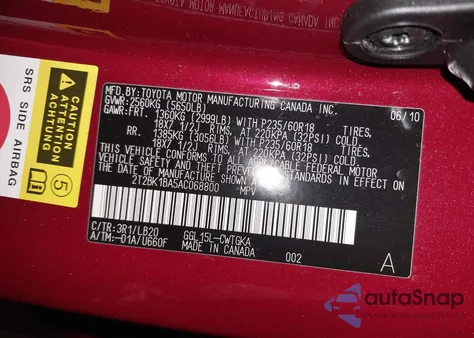 MFD. BY: TOYOTA MOTOR MANUFACTURING CANADA INC. 06/10
GVWR: 2560KG (5650LB)
GAWR: FRT. 1360KG (2999LB) WITH P235/60R18 TIRES,
18X7 1/2J RIMS, AT 220KPA (32PSI) COLD
RR. 1385KG (3056LB) WITH P235/60R18 TIRES,
18X7 1/2J RIMS, AT 220KPA (32PSI) COLD
THIS VEHICLE CONFORMS TO ALL APPLICABLE FEDERAL MOTOR
VEHICLE SAFETY AND THEFT PREVENTION STANDARDS IN EFFECT ON
THE DATE OF MANUFACTURE SHOWN ABOVE.
2T2BK1BA5AC068800 MPV
C/TR: 3R1/LB20 GGL15L-CWTGKA
A/TM: -01A/U660F MADE IN CANADA 002 A
SRS SIDE AIRBAG
5
autoSnap